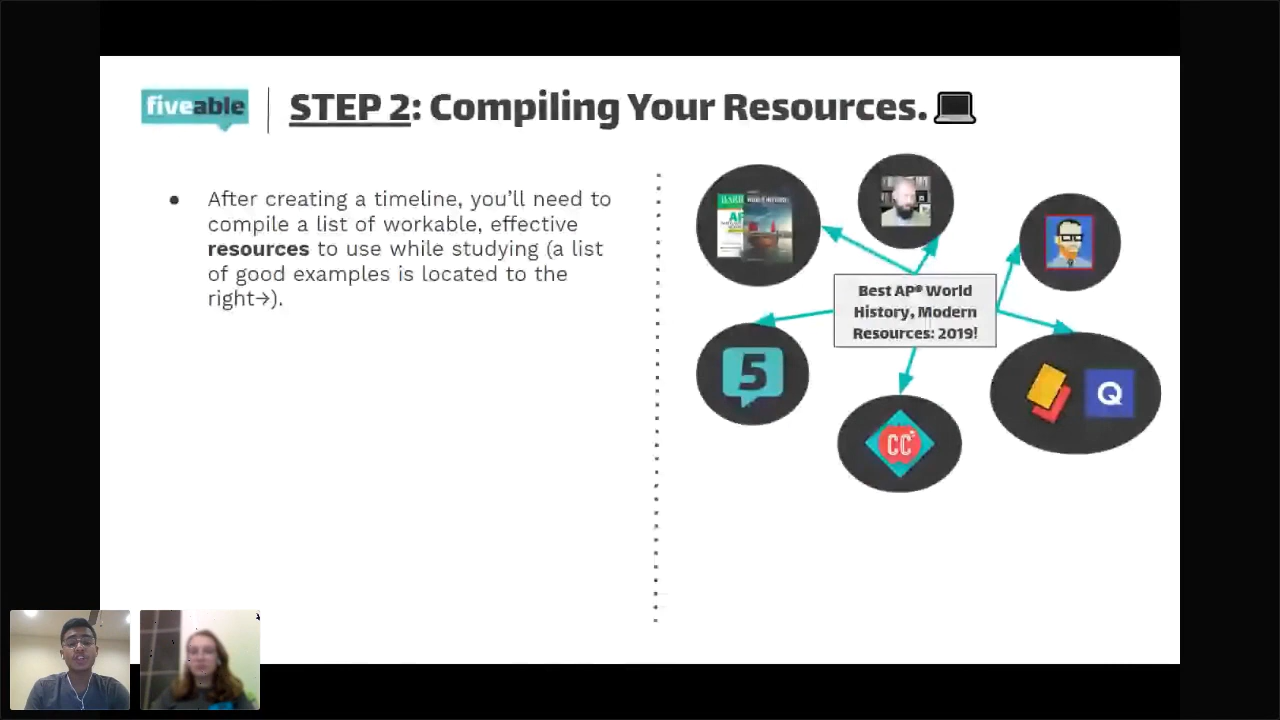 fiveable
STEP 2: Compiling Your Resources.
● After creating a timeline, you’ll need to
compile a list of workable, effective
resources to use while studying (a list
of good examples is located to the
right→).
Best AP® World
History, Modern
Resources: 2019!
5
CC
Q